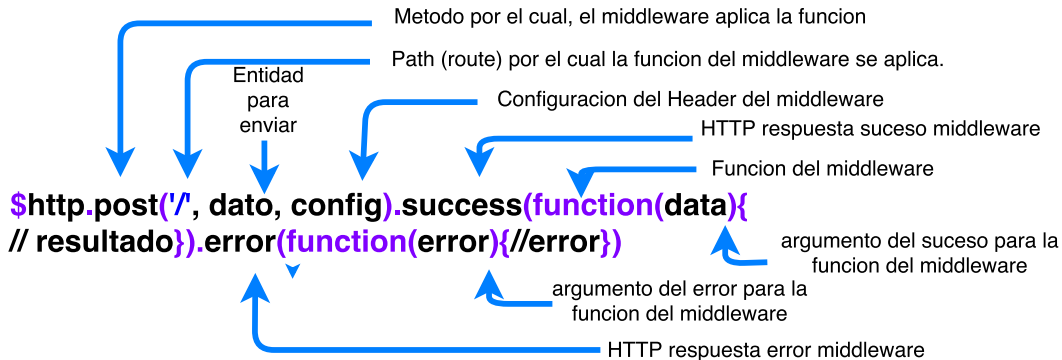 Metodo por el cual, el middleware aplica la funcion
Path (route) por el cual la funcion del middleware se aplica.
Entidad
para
enviar
Configuracion del Header del middleware
HTTP respuesta suceso middleware
Funcion del middleware
$http.post('/', dato, config).success(function(data){
// resultado}).error(function(error){//error})
argumento del suceso para la
funcion del middleware
argumento del error para la
funcion del middleware
HTTP respuesta error middleware